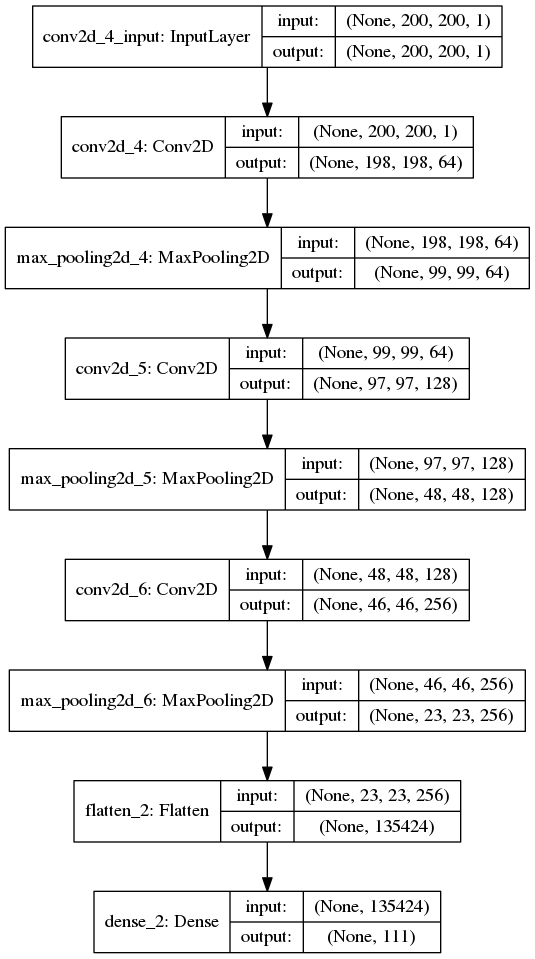 conv2d_4_input: InputLayer
input: (None, 200, 200, 1)
output: (None, 200, 200, 1)
conv2d_4: Conv2D
input: (None, 200, 200, 1)
output: (None, 198, 198, 64)
max_pooling2d_4: MaxPooling2D
input: (None, 198, 198, 64)
output: (None, 99, 99, 64)
conv2d_5: Conv2D
input: (None, 99, 99, 64)
output: (None, 97, 97, 128)
max_pooling2d_5: MaxPooling2D
input: (None, 97, 97, 128)
output: (None, 48, 48, 128)
conv2d_6: Conv2D
input: (None, 48, 48, 128)
output: (None, 46, 46, 256)
max_pooling2d_6: MaxPooling2D
input: (None, 46, 46, 256)
output: (None, 23, 23, 256)
flatten_2: Flatten
input: (None, 23, 23, 256)
output: (None, 135424)
dense_2: Dense
input: (None, 135424)
output: (None, 111)